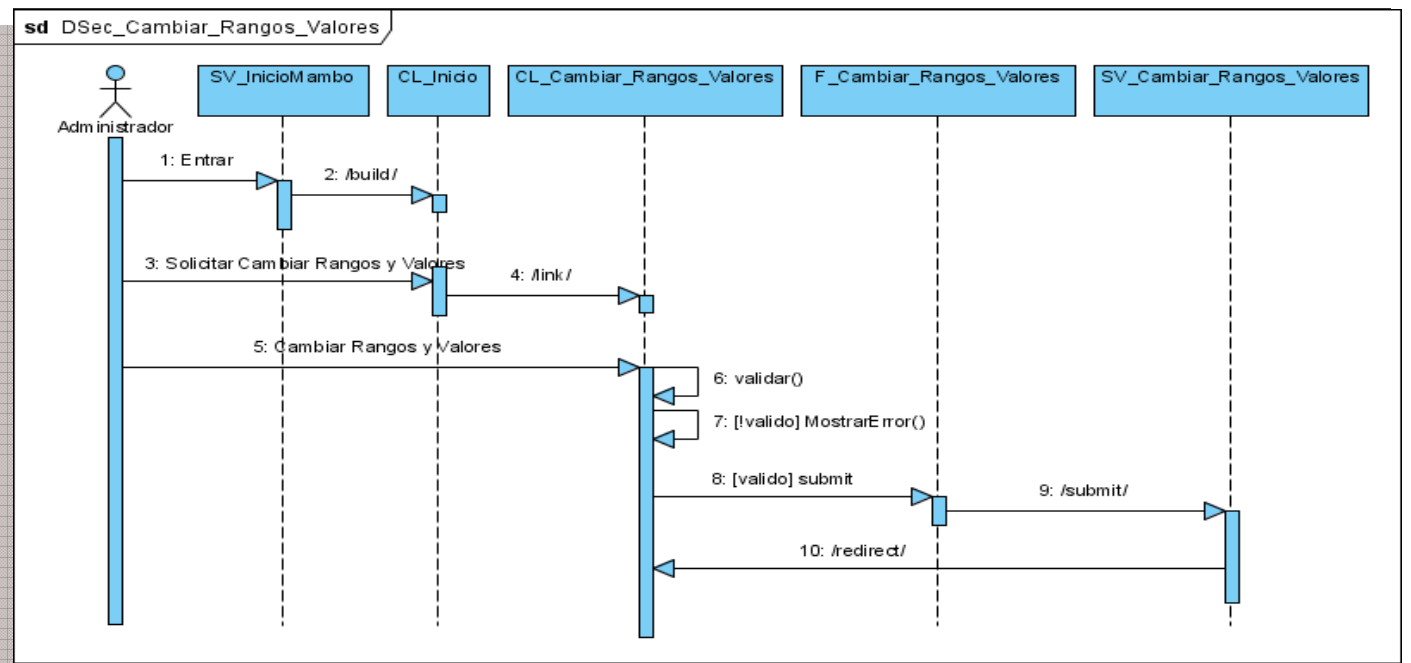 sd DSec_Cambiar_Rangos_Valores
SV_InicioMambo
CL_Inicio
CL_Cambiar_Rangos_Valores
F_Cambiar_Rangos_Valores
SV_Cambiar_Rangos_Valores
Administrador
1: Entrar
2: /build/
3: Solicitar Cambiar Rangos y Valores
4: /link/
5: Cambiar Rangos y Valores
6: validar()
7: [!valido] MostrarError()
8: [valido] submit
9: /submit/
10: /redirect/